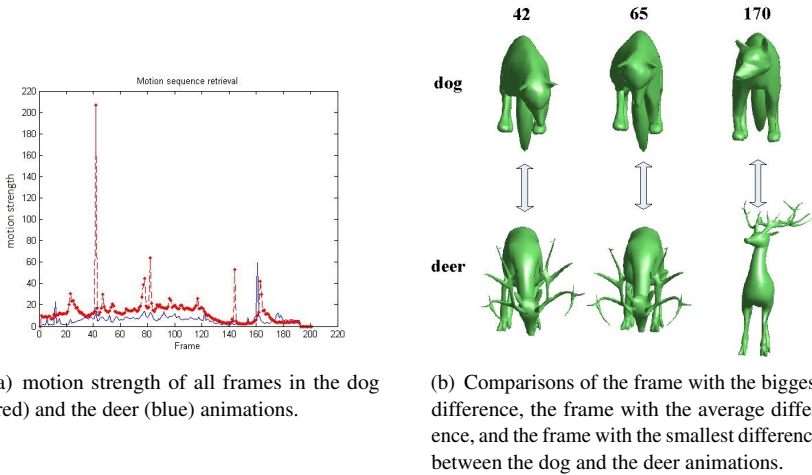 Motion sequence retrieval
220
200
180
160
140
120
100
80
60
40
20
0
motion strength
0 20 40 60 80 100 120 140 160 180 200 220
Frame
a) motion strength of all frames in the dog
red) and the deer (blue) animations.
42 65 170
dog
deer
(b) Comparisons of the frame with the bigges
difference, the frame with the average differ
ence, and the frame with the smallest differenc
between the dog and the deer animations.